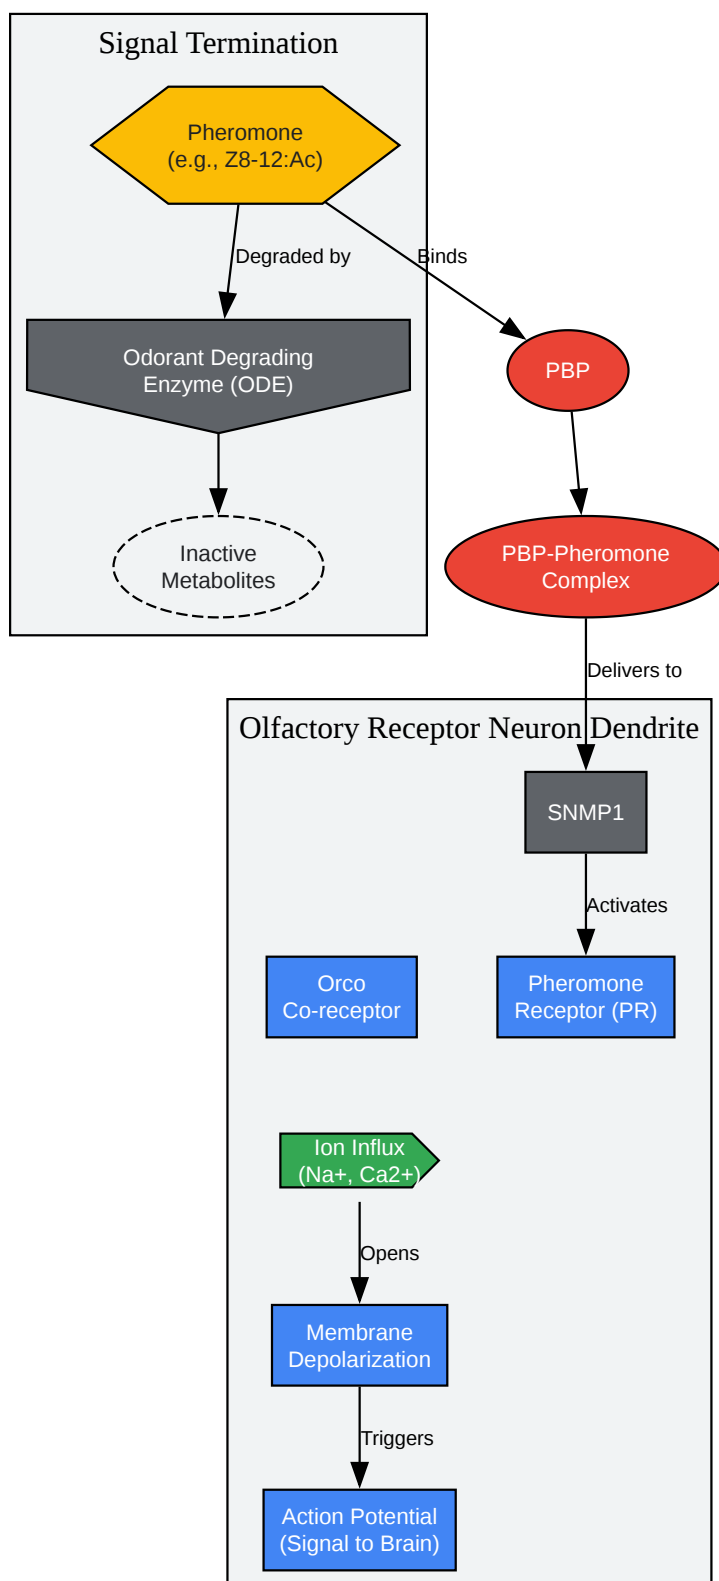 Signal Termination
Pheromone
(e.g., Z8-12:Ac)
Degraded by
Binds
Odorant Degrading
Enzyme (ODE)
PBP
Inactive
Metabolites
PBP-Pheromone
Complex
Delivers to
Olfactory Receptor Neuron Dendrite
SNMP1
Activates
Orco
Co-receptor
Pheromone
Receptor (PR)
Ion Influx
(Na+, Ca2+)
Opens
Membrane
Depolarization
Triggers
Action Potential
(Signal to Brain)